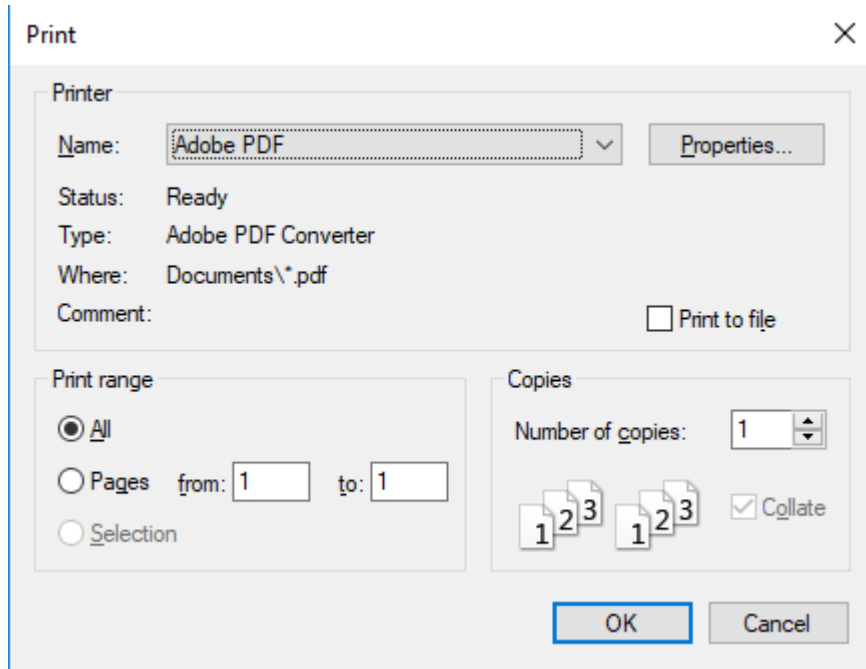 Print
Printer
Name: Adobe PDF Properties...
Status: Ready
Type: Adobe PDF Converter
Where: Documents\*.pdf
Comment:
Print to file
Print range
All
Pages from: 1 to: 1
Selection
Copies
Number of copies: 1
1 2 3 1 2 3
Collate
OK Cancel